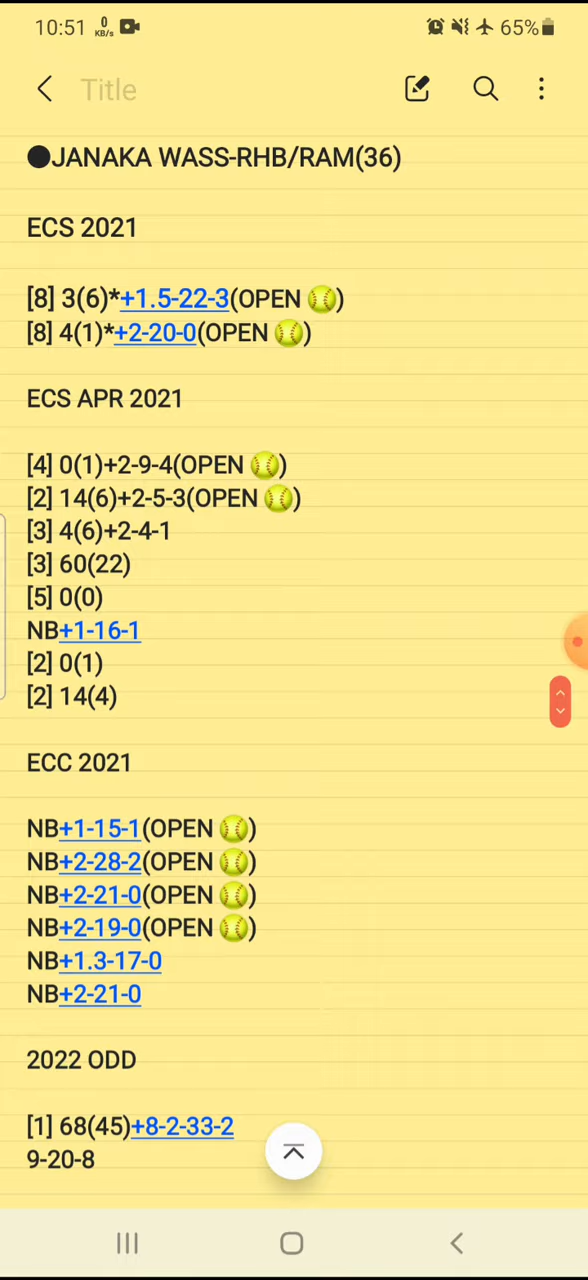 10:51 0 KB/s 65%
Title
●JANAKA WASS-RHB/RAM(36)
ECS 2021
[8] 3(6)*+1.5-22-3(OPEN 🥎)
[8] 4(1)*+2-20-0(OPEN 🥎)
ECS APR 2021
[4] 0(1)+2-9-4(OPEN 🥎)
[2] 14(6)+2-5-3(OPEN 🥎)
[3] 4(6)+2-4-1
[3] 60(22)
[5] 0(0)
NB+1-16-1
[2] 0(1)
[2] 14(4)
ECC 2021
NB+1-15-1(OPEN 🥎)
NB+2-28-2(OPEN 🥎)
NB+2-21-0(OPEN 🥎)
NB+2-19-0(OPEN 🥎)
NB+1.3-17-0
NB+2-21-0
2022 ODD
[1] 68(45)+8-2-33-2
9-20-8